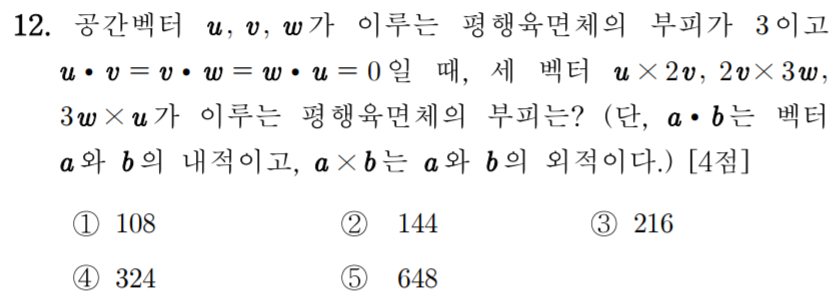 12. 공간벡터 u, v, w가 이루는 평행육면체의 부피가 3이고
u • v = v • w = w • u = 0일 때, 세 벡터 u×2v, 2v×3w,
3w×u가 이루는 평행육면체의 부피는? (단, a • b는 벡터
a와 b의 내적이고, a×b는 a와 b의 외적이다.) [4점]
① 108 ② 144 ③ 216
④ 324 ⑤ 648